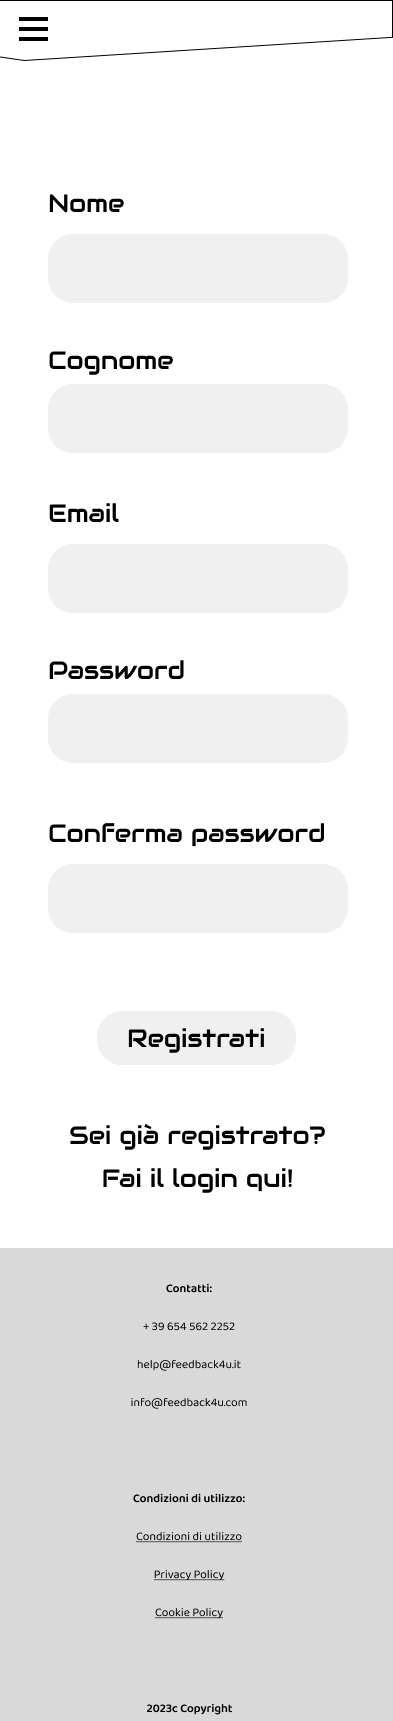 Nome
Cognome
Email
Password
Conferma password
Registrati
Sei già registrato?
Fai il login qui!
Contatti:
+ 39 654 562 2252
help@feedback4u.it
info@feedback4u.com
Condizioni di utilizzo:
Condizioni di utilizzo
Privacy Policy
Cookie Policy
2023c Copyright